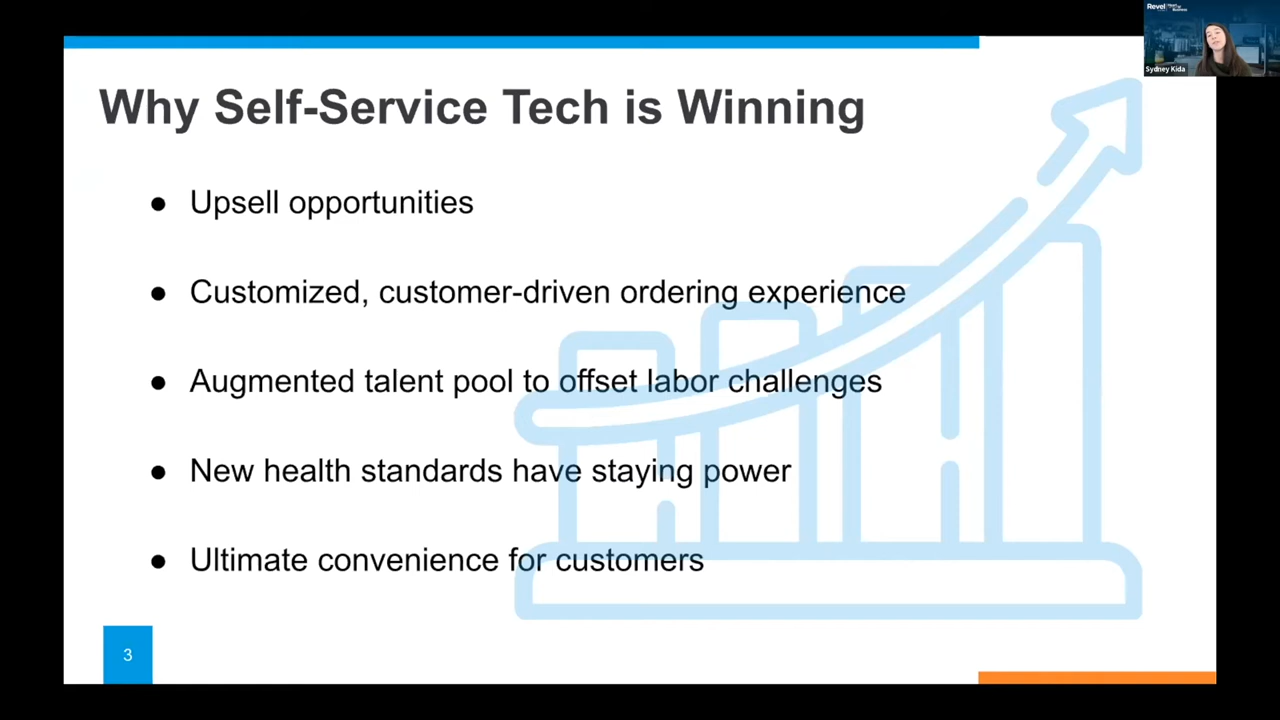 Why Self-Service Tech is Winning
● Upsell opportunities
● Customized, customer-driven ordering experience
● Augmented talent pool to offset labor challenges
● New health standards have staying power
● Ultimate convenience for customers
3
Revel
Sydney Kida